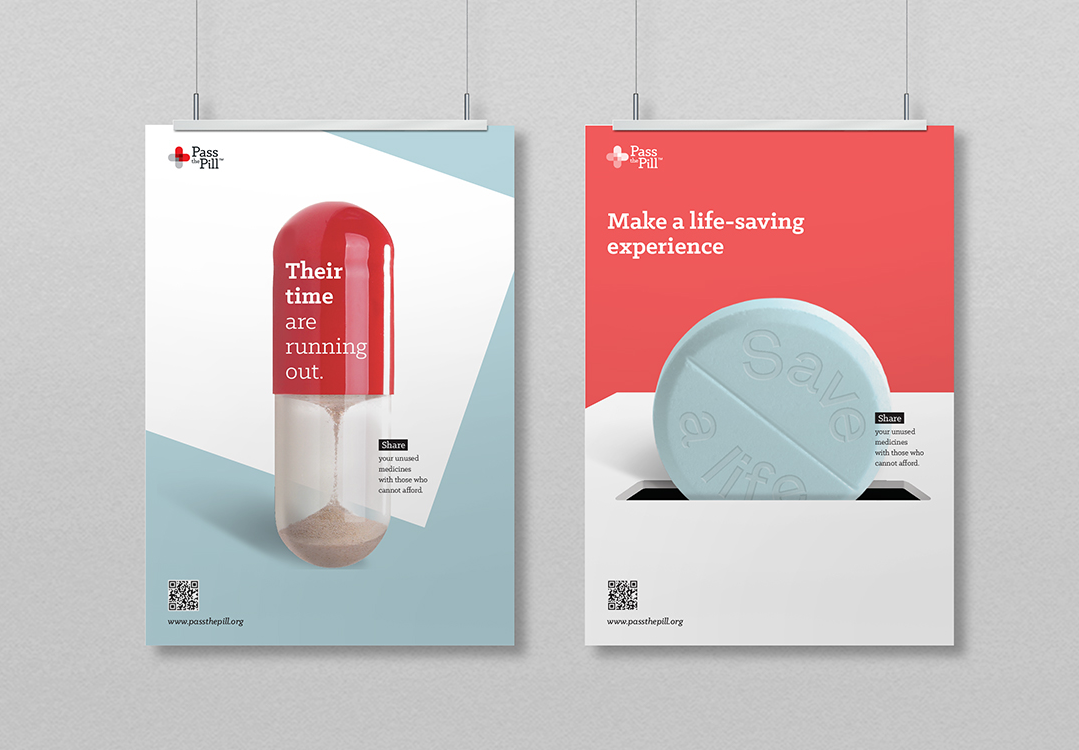 Pass
the Pill™
Their
time
are
running
out.
Share
your unused
medicines
with those who
cannot afford.
www.passthepill.org
Pass
the Pill™
Make a life-saving
experience
Save
a life
Share
your unused
medicines
with those who
cannot afford.
www.passthepill.org